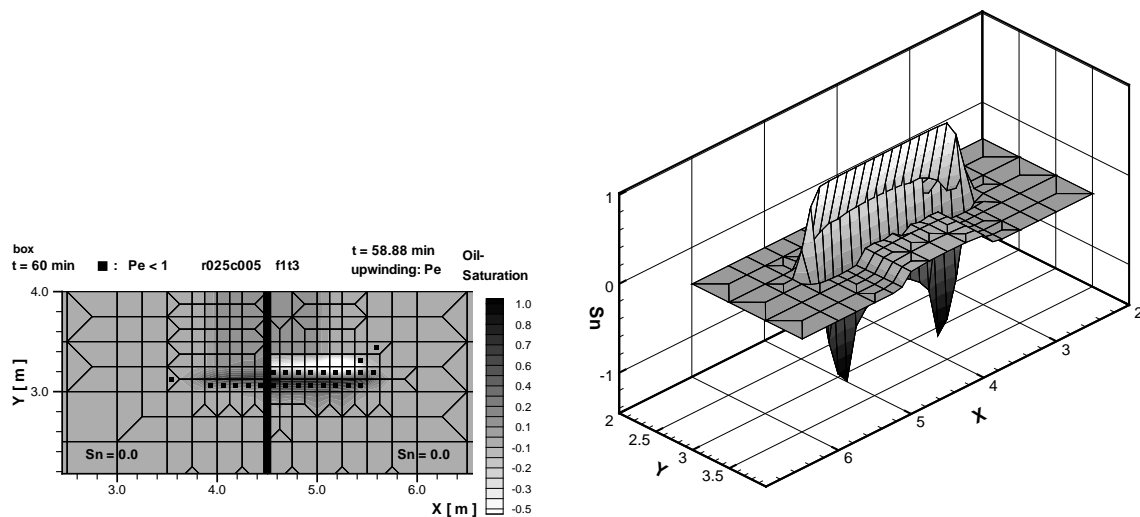 box
t = 60 min
■ : Pe < 1
r025c005 f1t3
t = 58.88 min
upwinding: Pe
Oil-
Saturation
4.0
3.0
Y [ m ]
Sn = 0.0
Sn = 0.0
3.0 4.0 5.0 6.0
X [ m ]
1.0
0.8
0.7
0.6
0.4
0.2
0.1
-0.1
-0.2
-0.3
-0.5
1
0
-1
Sn
2
2.5
3
3.5
Y
6
5
4
3
2
X